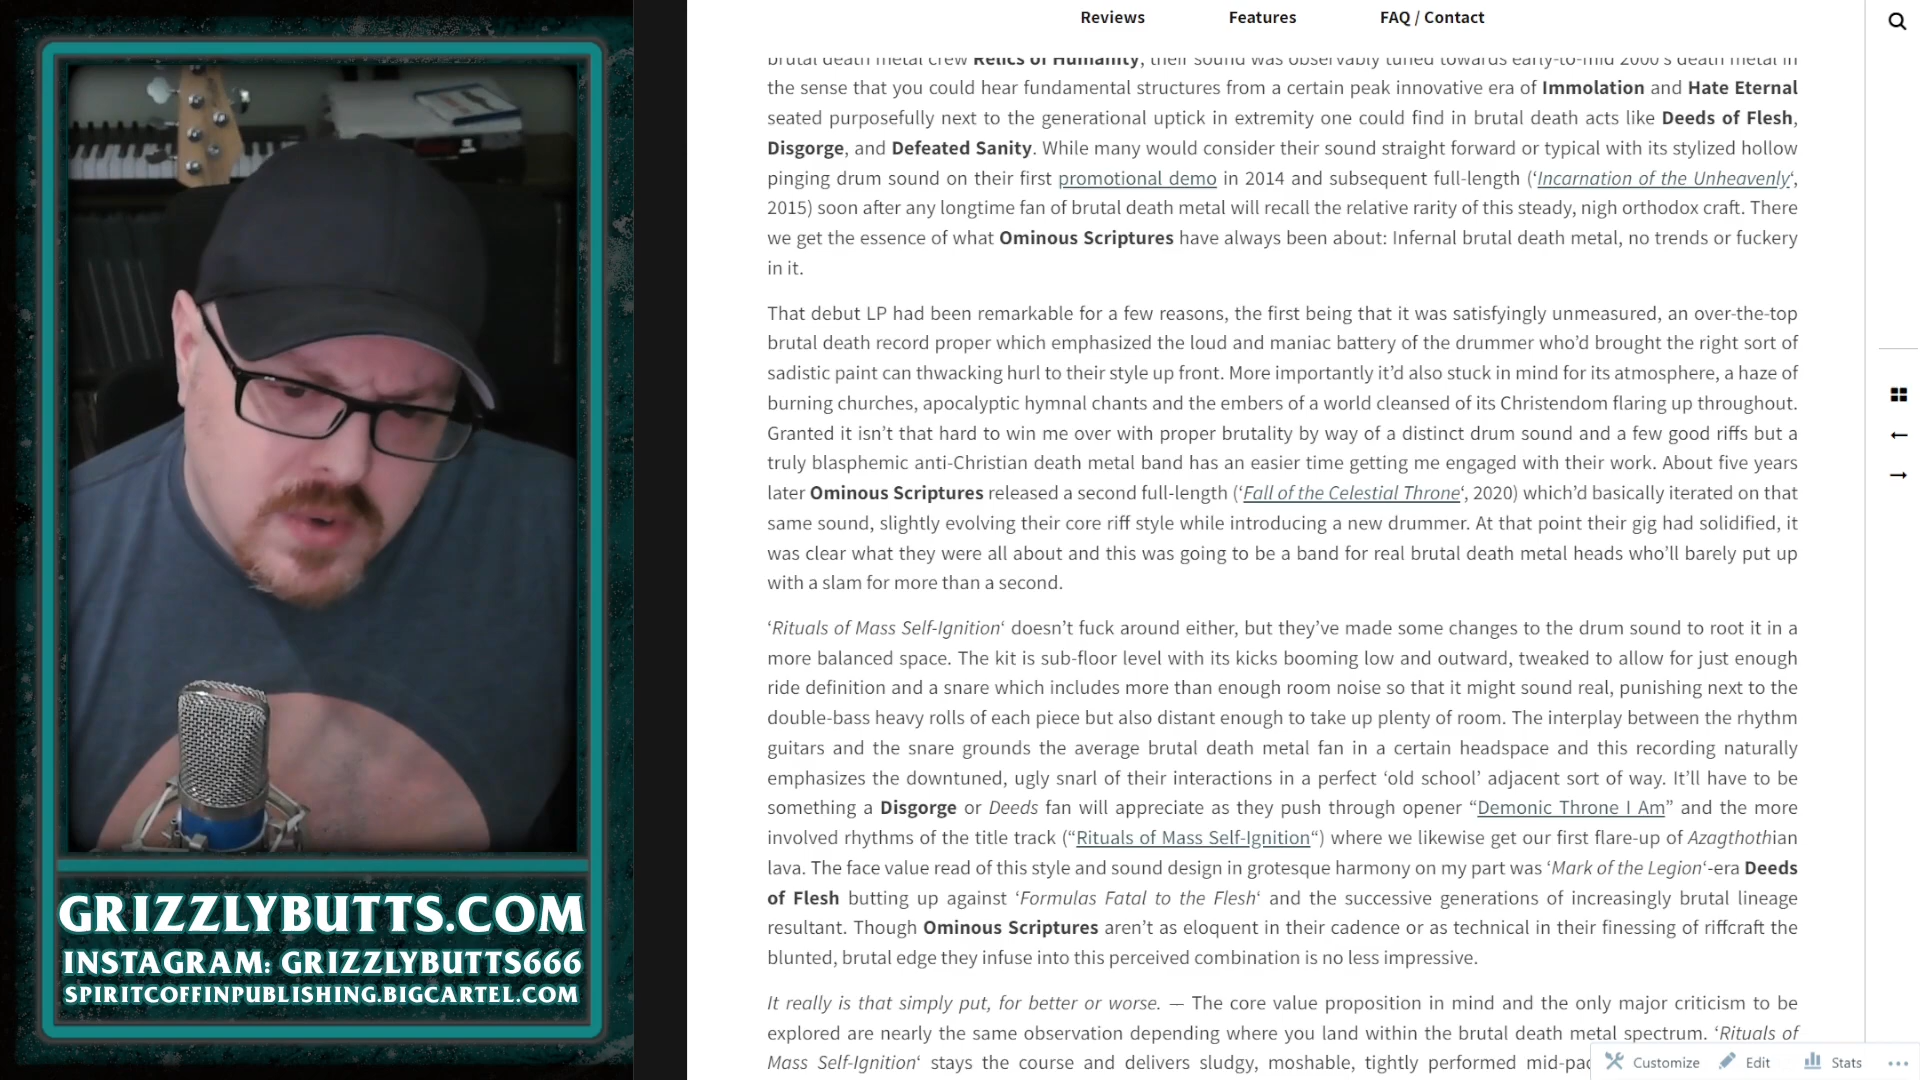 Reviews Features FAQ / Contact
brutal death metal crew Relics of Humanity, their sound was observably tuned towards early-to-mid 2000's death metal in
the sense that you could hear fundamental structures from a certain peak innovative era of Immolation and Hate Eternal
seated purposefully next to the generational uptick in extremity one could find in brutal death acts like Deeds of Flesh,
Disgorge, and Defeated Sanity. While many would consider their sound straight forward or typical with its stylized hollow
pinging drum sound on their first promotional demo in 2014 and subsequent full-length (‘Incarnation of the Unheavenly‘,
2015) soon after any longtime fan of brutal death metal will recall the relative rarity of this steady, nigh orthodox craft. There
we get the essence of what Ominous Scriptures have always been about: Infernal brutal death metal, no trends or fuckery
in it.
That debut LP had been remarkable for a few reasons, the first being that it was satisfyingly unmeasured, an over-the-top
brutal death record proper which emphasized the loud and maniac battery of the drummer who’d brought the right sort of
sadistic paint can thwacking hurl to their style up front. More importantly it’d also stuck in mind for its atmosphere, a haze of
burning churches, apocalyptic hymnal chants and the embers of a world cleansed of its Christendom flaring up throughout.
Granted it isn’t that hard to win me over with proper brutality by way of a distinct drum sound and a few good riffs but a
truly blasphemic anti-Christian death metal band has an easier time getting me engaged with their work. About five years
later Ominous Scriptures released a second full-length (‘Fall of the Celestial Throne‘, 2020) which’d basically iterated on that
same sound, slightly evolving their core riff style while introducing a new drummer. At that point their gig had solidified, it
was clear what they were all about and this was going to be a band for real brutal death metal heads who’ll barely put up
with a slam for more than a second.
‘Rituals of Mass Self-Ignition‘ doesn’t fuck around either, but they’ve made some changes to the drum sound to root it in a
more balanced space. The kit is sub-floor level with its kicks booming low and outward, tweaked to allow for just enough
ride definition and a snare which includes more than enough room noise so that it might sound real, punishing next to the
double-bass heavy rolls of each piece but also distant enough to take up plenty of room. The interplay between the rhythm
guitars and the snare grounds the average brutal death metal fan in a certain headspace and this recording naturally
emphasizes the downtuned, ugly snarl of their interactions in a perfect ‘old school’ adjacent sort of way. It’ll have to be
something a Disgorge or Deeds fan will appreciate as they push through opener “Demonic Throne I Am” and the more
involved rhythms of the title track (“Rituals of Mass Self-Ignition“) where we likewise get our first flare-up of Azagthothian
lava. The face value read of this style and sound design in grotesque harmony on my part was ‘Mark of the Legion‘-era Deeds
of Flesh butting up against ‘Formulas Fatal to the Flesh‘ and the successive generations of increasingly brutal lineage
resultant. Though Ominous Scriptures aren’t as eloquent in their cadence or as technical in their finessing of riffcraft the
blunted, brutal edge they infuse into this perceived combination is no less impressive.
It really is that simply put, for better or worse. — The core value proposition in mind and the only major criticism to be
explored are nearly the same observation depending where you land within the brutal death metal spectrum. ‘Rituals of
Mass Self-Ignition‘ stays the course and delivers sludgy, moshable, tightly performed
Customize Edit Stats
GRIZZLYBUTTS.COM
INSTAGRAM: GRIZZLYBUTTS666
SPIRITCOFFINPUBLISHING.BIGCARTEL.COM